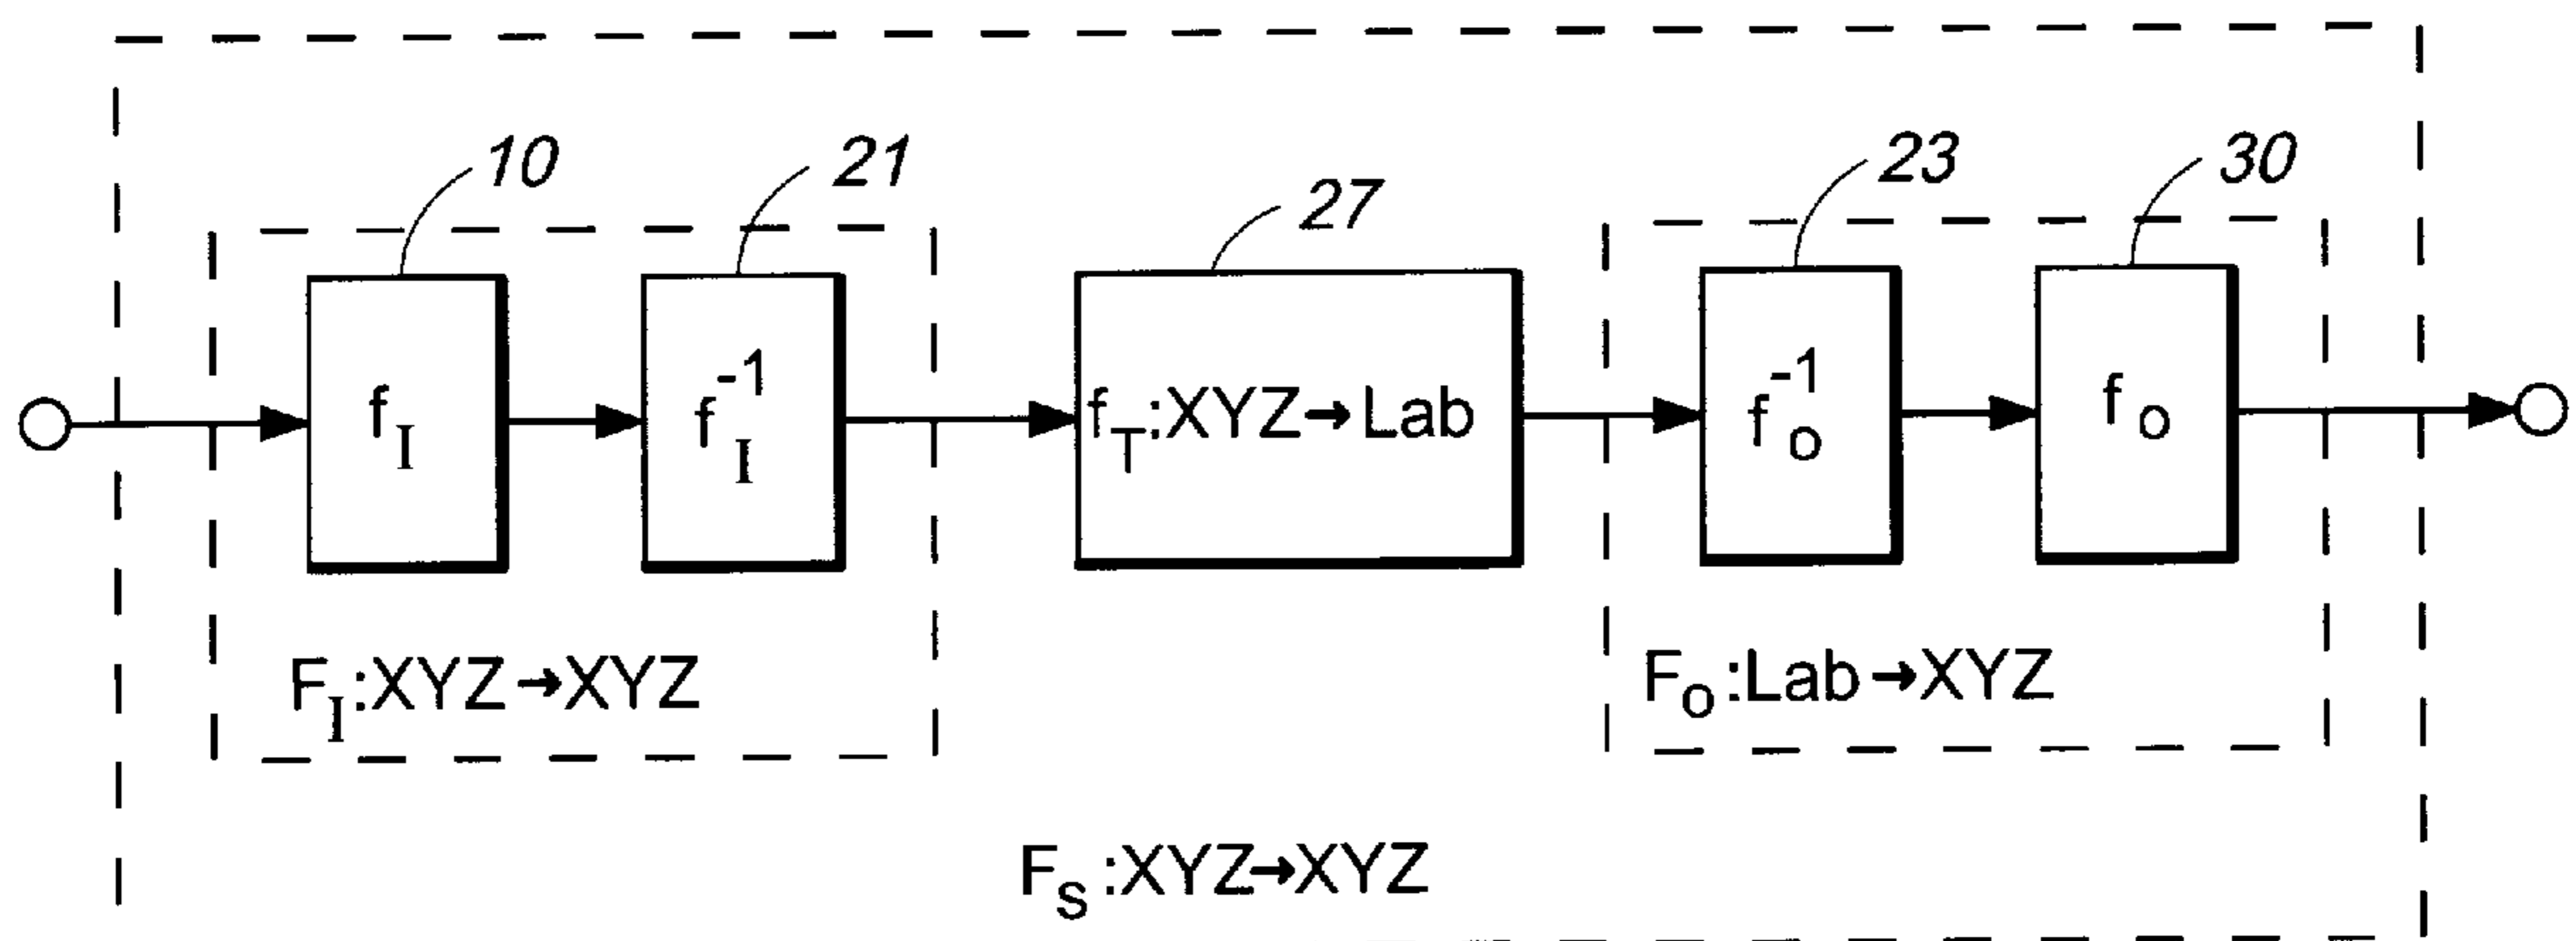 10
21
27
23
30
f_I
f_I^-1
f_T:XYZ→Lab
f_o^-1
f_o
F_I:XYZ→XYZ
F_o:Lab→XYZ
F_S:XYZ→XYZ